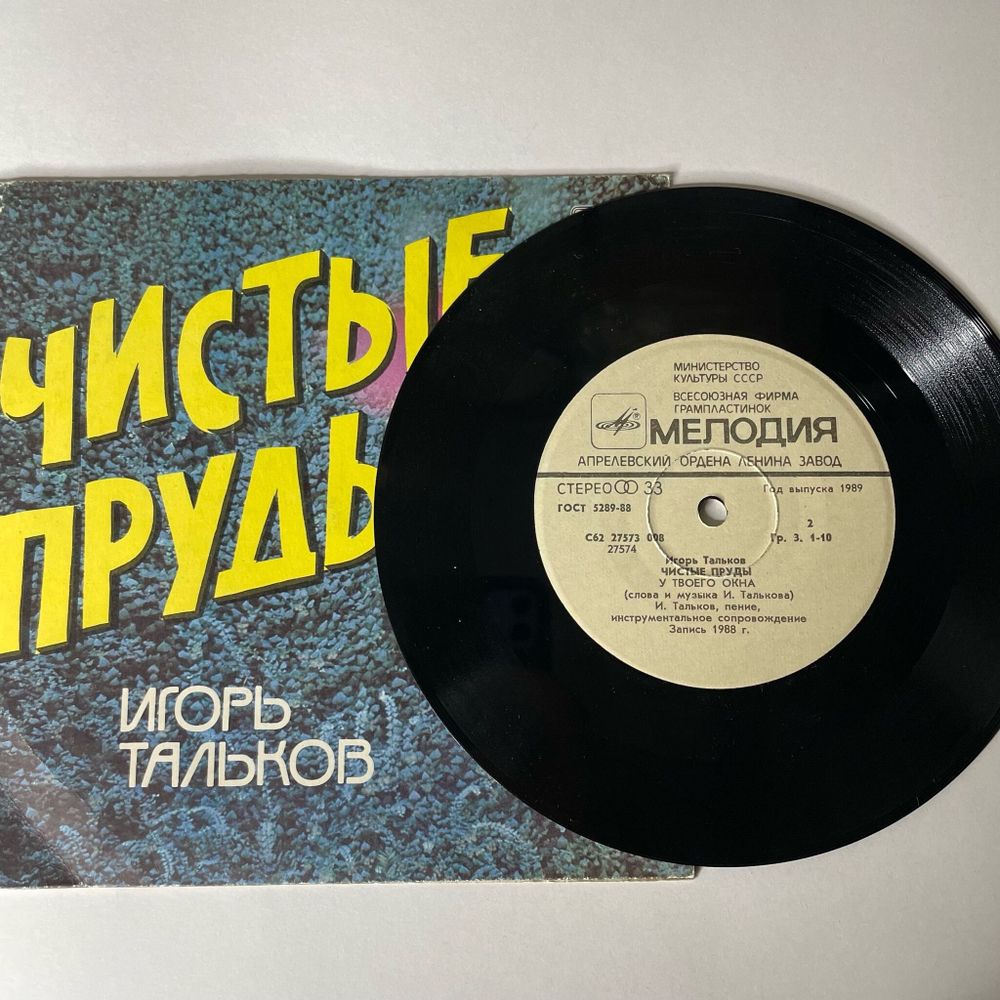 ЧИСТЫЕ
ПРУДЫ
ИГОРЬ
ТАЛЬКОВ
МИНИСТЕРСТВО
КУЛЬТУРЫ СССР
ВСЕСОЮЗНАЯ ФИРМА
ГРАМПЛАСТИНОК
МЕЛОДИЯ
АПРЕЛЕВСКИЙ ОРДЕНА ЛЕНИНА ЗАВОД
СТЕРЕО 33 Год выпуска 1989
ГОСТ 5289-88
2
С62 27573 008 Гр. 3. 1-10
27574
Игорь Тальков
ЧИСТЫЕ ПРУДЫ
У ТВОЕГО ОКНА
(слова и музыка И. Талькова)
И. Тальков, пение,
инструментальное сопровождение
Запись 1988 г.